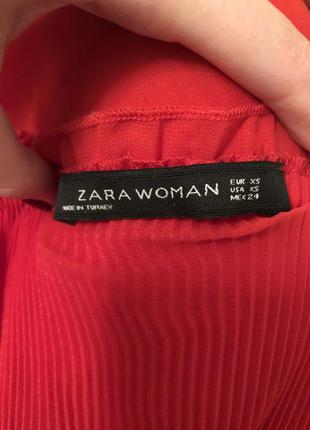 ZARA WOMAN
MADE IN TURKEY
EUR XS
USA XS
MEX 24